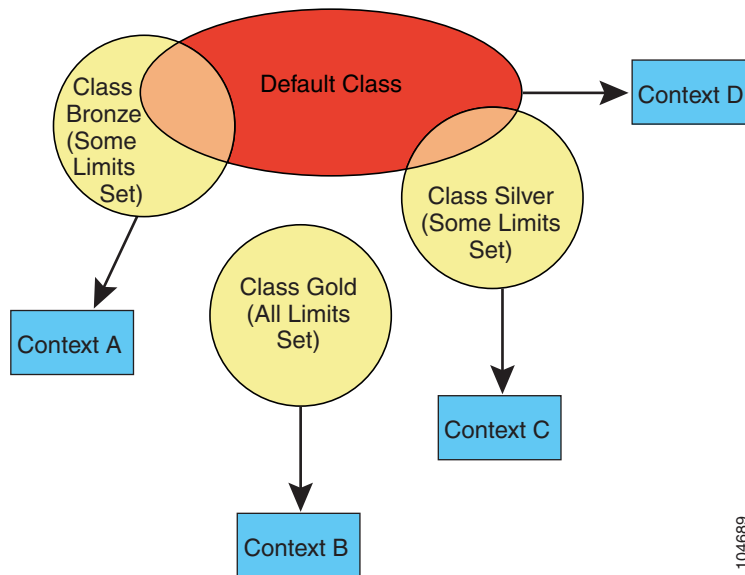 Default Class
Class
Bronze
(Some
Limits
Set)
Context D
Class Silver
(Some Limits
Set)
Class Gold
(All Limits
Set)
Context A
Context C
Context B
104689